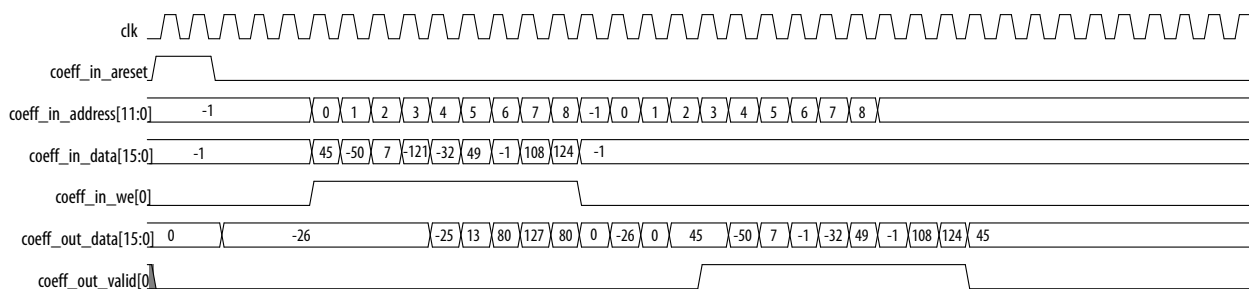 clk
coeff_in_areset
coeff_in_address[11:0] -1 0 1 2 3 4 5 6 7 8 -1 0 1 2 3 4 5 6 7 8
coeff_in_data[15:0] -1 45 -50 7 -121 -32 49 -1 108 124 -1
coeff_in_we[0]
coeff_out_data[15:0] 0 -26 -25 13 80 127 80 0 -26 0 45 -50 7 -1 -32 49 -1 108 124 45
coeff_out_valid[0